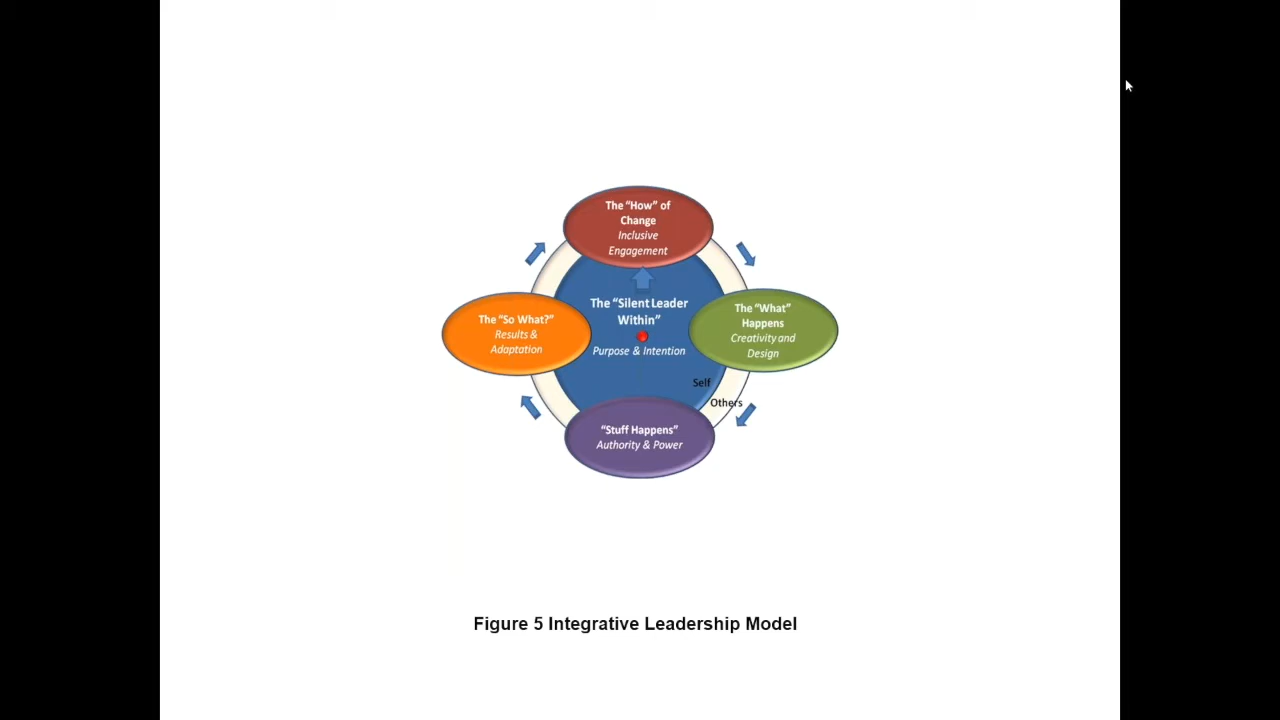 The “How” of
Change
Inclusive
Engagement
The “Silent Leader
Within”
Purpose & Intention
The “So What?”
Results &
Adaptation
The “What”
Happens
Creativity and
Design
Self
Others
“Stuff Happens”
Authority & Power
Figure 5 Integrative Leadership Model